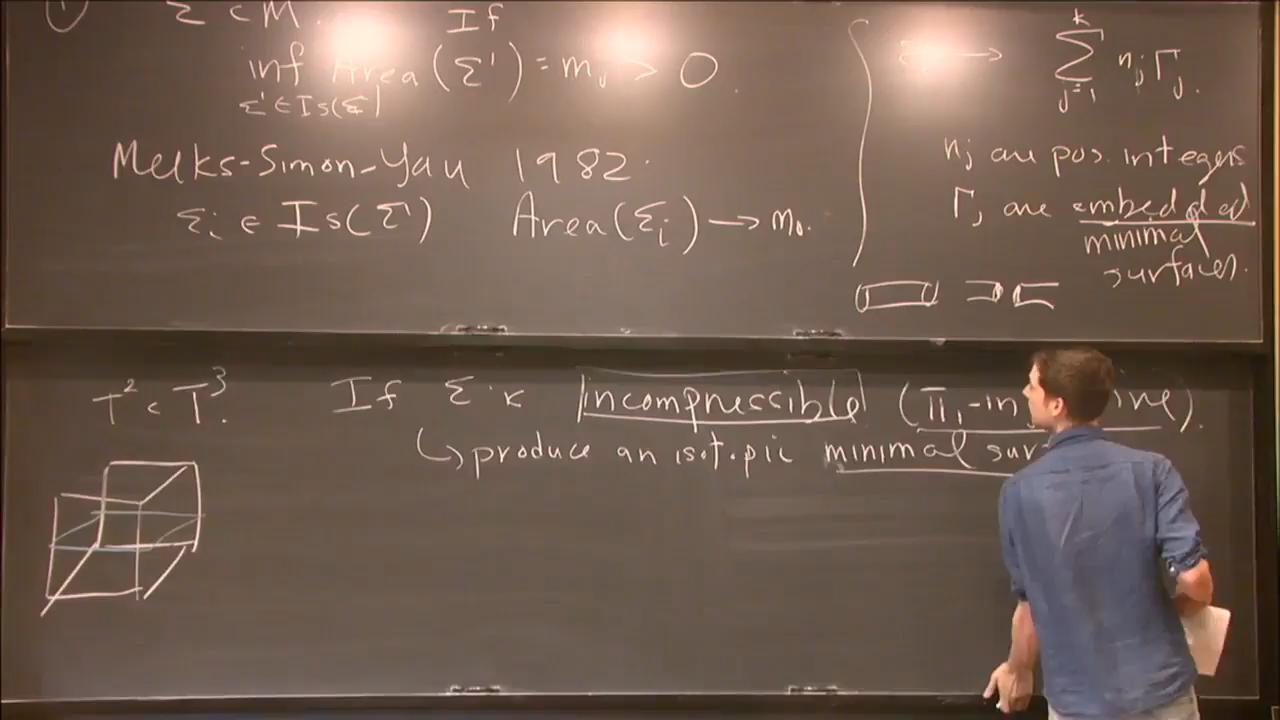 ① Σ ⊂ M. If
inf Area (Σ') = m₀ > 0.
Σ' ∈ Is(Σ)
Meeks-Simon-Yau 1982.
Σi ∈ Is(Σ) Area(Σi) → m₀.
→ Σ nj Γj.
k
j=1
nj are pos. integers
Γj are embedded
minimal
surfaces.
T² ⊂ T³.
If Σ is incompressible (π₁-in
↳ produce an isotopic minimal